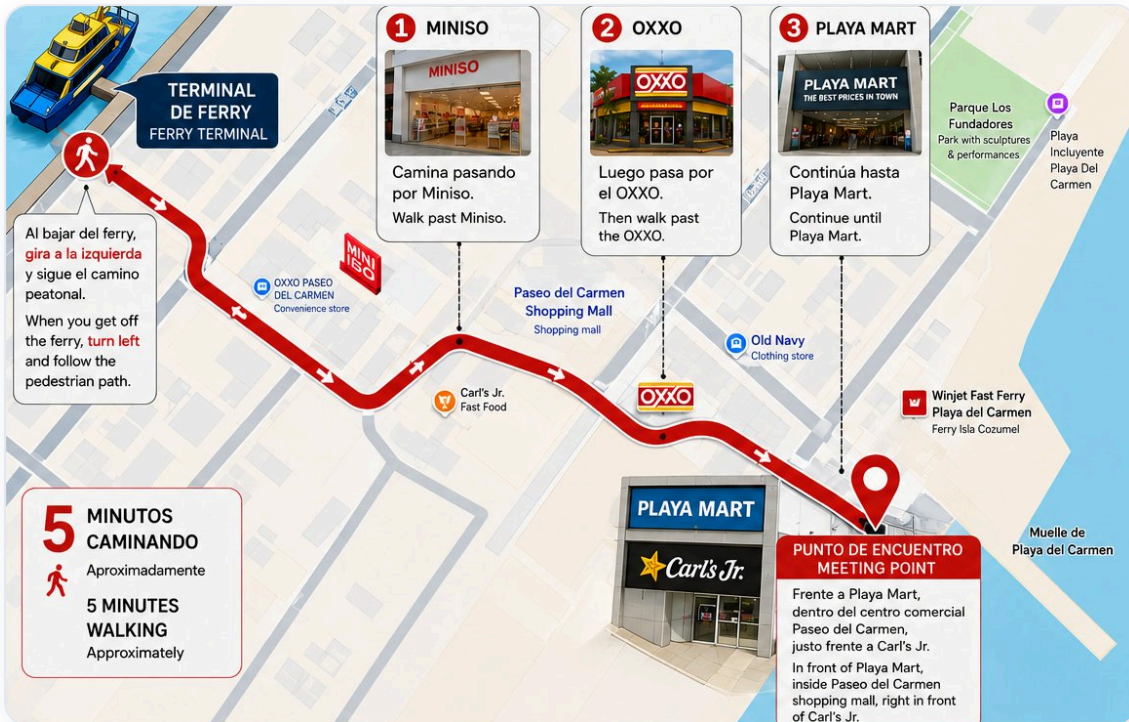 TERMINAL
DE FERRY
FERRY TERMINAL
Al bajar del ferry,
gira a la izquierda
y sigue el camino
peatonal.
When you get off
the ferry, turn left
and follow the
pedestrian path.
1 MINISO
MINISO
Camina pasando
por Miniso.
Walk past Miniso.
2 OXXO
OXXO
Luego pasa por
el OXXO.
Then walk past
the OXXO.
3 PLAYA MART
PLAYA MART
THE BEST PRICES IN TOWN
Continúa hasta
Playa Mart.
Continue until
Playa Mart.
Parque Los
Fundadores
Park with sculptures
& performances
Playa
Incluyente
Playa Del
Carmen
MINI
ISO
OXXO PASEO
DEL CARMEN
Convenience store
Paseo del Carmen
Shopping Mall
Shopping mall
Old Navy
Clothing store
Carl's Jr.
Fast Food
OXXO
Winjet Fast Ferry
Playa del Carmen
Ferry Isla Cozumel
5 MINUTOS
CAMINANDO
Aproximadamente
5 MINUTES
WALKING
Approximately
PLAYA MART
Carl's Jr.
Muelle de
Playa del Carmen
PUNTO DE ENCUENTRO
MEETING POINT
Frente a Playa Mart,
dentro del centro comercial
Paseo del Carmen,
justo frente a Carl's Jr.
In front of Playa Mart,
inside Paseo del Carmen
shopping mall, right in front
of Carl's Jr.